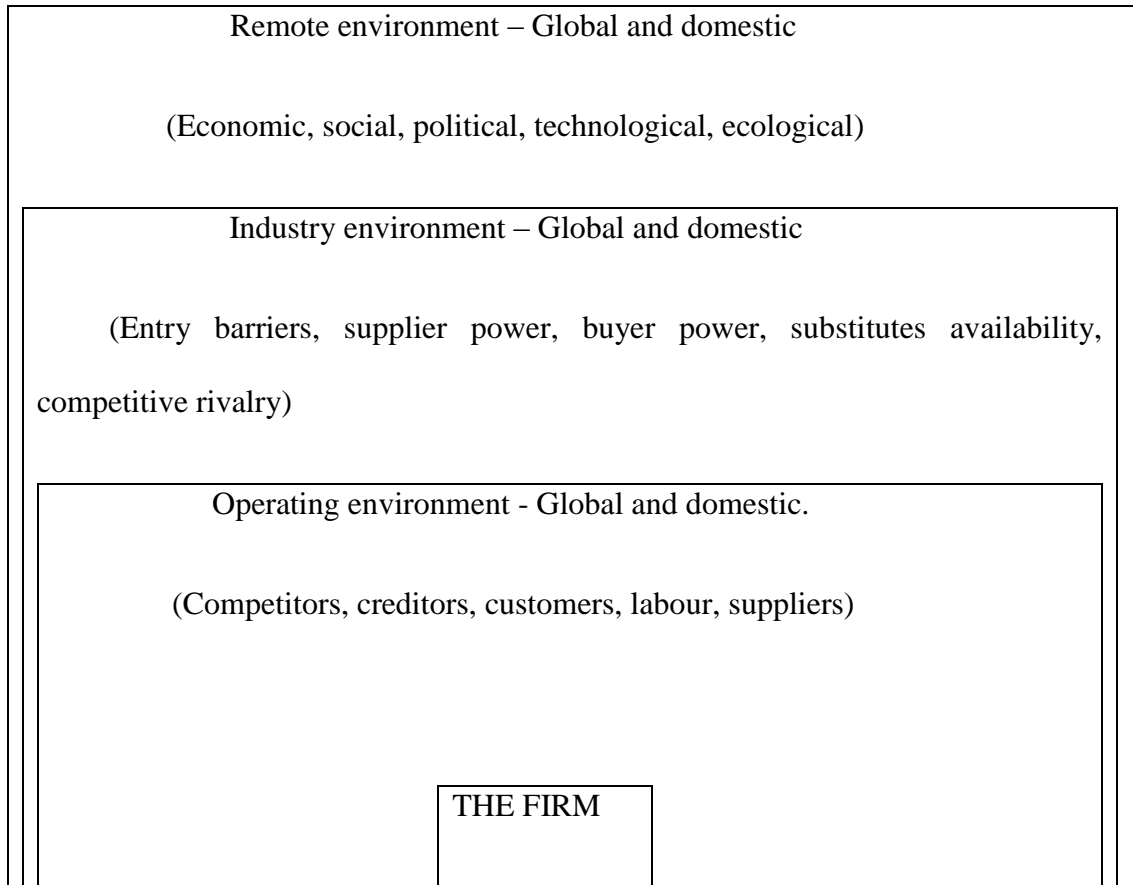 Remote environment – Global and domestic
(Economic, social, political, technological, ecological)
Industry environment – Global and domestic
(Entry barriers, supplier power, buyer power, substitutes availability,
competitive rivalry)
Operating environment - Global and domestic.
(Competitors, creditors, customers, labour, suppliers)
THE FIRM